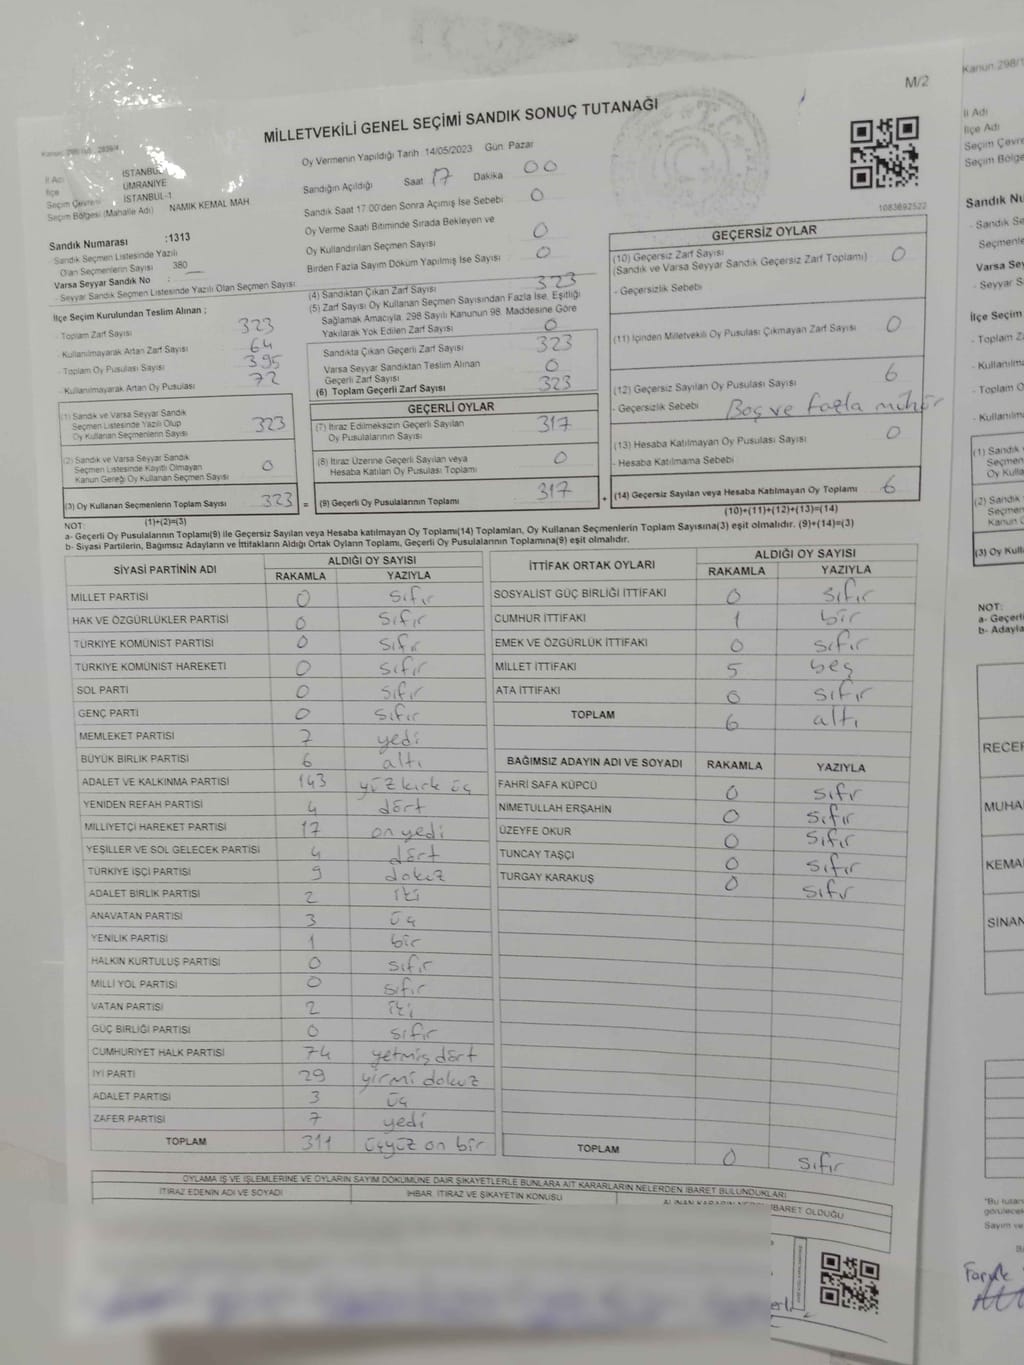 M/2
MİLLETVEKİLİ GENEL SEÇİMİ SANDIK SONUÇ TUTANAĞI
Oy Vermenin Yapıldığı Tarih 14/05/2023 Gün Pazar
İSTANBUL
İlçe ÜMRANİYE
Seçim Çevresi İSTANBUL-1
Seçim Bölgesi (Mahalle Adı) NAMIK KEMAL MAH.
Sandık Numarası :1313
- Sandık Seçmen Listesinde Yazılı
Olan Seçmenlerin Sayısı 380
Varsa Seyyar Sandık No :
- Seyyar Sandık Seçmen Listesinde Yazılı Olan Seçmen Sayısı:
İlçe Seçim Kurulundan Teslim Alınan ;
- Toplam Zarf Sayısı 323
- Kullanılmayarak Artan Zarf Sayısı 64
- Toplam Oy Pusulası Sayısı 395
- Kullanılmayarak Artan Oy Pusulası 72
(1) Sandık ve Varsa Seyyar Sandık
Seçmen Listesinde Yazılı Olup
Oy Kullanan Seçmenlerin Sayısı 323
(2) Sandık ve Varsa Seyyar Sandık
Seçmen Listesinde Kayıtlı Olmayan
Kanun Gereği Oy Kullanan Seçmen Sayısı 0
(3) Oy Kullanan Seçmenlerin Toplam Sayısı 323
(1)+(2)=(3)
Sandığın Açıldığı Saat 17 Dakika 00
Sandık Saat 17:00'den Sonra Açımış İse Sebebi 0
Oy Verme Saati Bitiminde Sırada Bekleyen ve
Oy Kullandırılan Seçmen Sayısı 0
Birden Fazla Sayım Döküm Yapılmış İse Sayısı 0
(4) Sandıktan Çıkan Zarf Sayısı 323
(5) Zarf Sayısı Oy Kullanan Seçmen Sayısından Fazla İse, Eşitliği
Sağlamak Amacıyla, 298 Sayılı Kanunun 98. Maddesine Göre
Yakılarak Yok Edilen Zarf Sayısı 0
Sandıkta Çıkan Geçerli Zarf Sayısı 323
Varsa Seyyar Sandıktan Teslim Alınan
Geçerli Zarf Sayısı 0
(6) Toplam Geçerli Zarf Sayısı 323
GEÇERLİ OYLAR
(7) İtiraz Edilmeksizin Geçerli Sayılan
Oy Pusulalarının Sayısı 317
(8) İtiraz Üzerine Geçerli Sayılan veya
Hesaba Katılan Oy Pusulası Toplamı 0
= (9) Geçerli Oy Pusulalarının Toplamı 317 +
1083692522
GEÇERSİZ OYLAR
(10) Geçersiz Zarf Sayısı
(Sandık ve Varsa Seyyar Sandık Geçersiz Zarf Toplamı) 0
- Geçersizlik Sebebi
(11) İçinden Milletvekili Oy Pusulası Çıkmayan Zarf Sayısı 0
(12) Geçersiz Sayılan Oy Pusulası Sayısı 6
- Geçersizlik Sebebi Boş ve fazla mühür
(13) Hesaba Katılmayan Oy Pusulası Sayısı 0
- Hesaba Katılmama Sebebi
(14) Geçersiz Sayılan veya Hesaba Katılmayan Oy Toplamı 6
(10)+(11)+(12)+(13)=(14)
NOT:
a- Geçerli Oy Pusulalarının Toplamı(9) ile Geçersiz Sayılan veya Hesaba katılmayan Oy Toplamı(14) Toplamları, Oy Kullanan Seçmenlerin Toplam Sayısına(3) eşit olmalıdır. (9)+(14)=(3)
b- Siyasi Partilerin, Bağımsız Adayların ve İttifakların Aldığı Ortak Oyların Toplamı, Geçerli Oy Pusulalarının Toplamına(9) eşit olmalıdır.
SİYASİ PARTİNİN ADI ALDIĞI OY SAYISI
RAKAMLA YAZIYLA
MİLLET PARTİSİ 0 sıfır
HAK VE ÖZGÜRLÜKLER PARTİSİ 0 sıfır
TÜRKİYE KOMÜNİST PARTİSİ 0 sıfır
TÜRKİYE KOMÜNİST HAREKETİ 0 sıfır
SOL PARTİ 0 sıfır
GENÇ PARTİ 0 sıfır
MEMLEKET PARTİSİ 7 yedi
BÜYÜK BİRLİK PARTİSİ 6 altı
ADALET VE KALKINMA PARTİSİ 143 yüz kırk üç
YENİDEN REFAH PARTİSİ 4 dört
MİLLİYETÇİ HAREKET PARTİSİ 17 on yedi
YEŞİLLER VE SOL GELECEK PARTİSİ 4 dört
TÜRKİYE İŞÇİ PARTİSİ 9 dokuz
ADALET BİRLİK PARTİSİ 2 iki
ANAVATAN PARTİSİ 3 üç
YENİLİK PARTİSİ 1 bir
HALKIN KURTULUŞ PARTİSİ 0 sıfır
MİLLİ YOL PARTİSİ 0 sıfır
VATAN PARTİSİ 2 iki
GÜÇ BİRLİĞİ PARTİSİ 0 sıfır
CUMHURİYET HALK PARTİSİ 74 yetmiş dört
İYİ PARTİ 29 yirmi dokuz
ADALET PARTİSİ 3 üç
ZAFER PARTİSİ 7 yedi
TOPLAM 311 üçyüz on bir
İTTİFAK ORTAK OYLARI ALDIĞI OY SAYISI
RAKAMLA YAZIYLA
SOSYALİST GÜÇ BİRLİĞİ İTTİFAKI 0 sıfır
CUMHUR İTTİFAKI 1 bir
EMEK VE ÖZGÜRLÜK İTTİFAKI 0 sıfır
MİLLET İTTİFAKI 5 beş
ATA İTTİFAKI 0 sıfır
TOPLAM 6 altı
BAĞIMSIZ ADAYIN ADI VE SOYADI RAKAMLA YAZIYLA
FAHRİ SAFA KÜPCÜ 0 sıfır
NİMETULLAH ERŞAHİN 0 sıfır
ÜZEYFE OKUR 0 sıfır
TUNCAY TAŞÇI 0 sıfır
TURGAY KARAKUŞ 0 sıfır
TOPLAM 0 sıfır
OYLAMA İŞ VE İŞLEMLERİNE VE OYLARIN SAYIM DÖKÜMÜNE DAİR ŞİKAYETLERLE BUNLARA AİT KARARLARIN NELERDEN İBARET BULUNDUKLARI
İTİRAZ EDENİN ADI VE SOYADI İHBAR, İTİRAZ VE ŞİKAYETİN KONUSU
İBARET OLDUĞU
Kanun:298/1
İl Adı
İlçe Adı
Seçim Çevre
Seçim Bölge
Sandık Nu
- Sandık Se
Seçmenle
Varsa Sey
- Seyyar S
İlçe Seçim
- Toplam Z
- Kullanılma
- Toplam O
- Kullanılm
(1) Sandık
Seçmen
Oy Kulla
(2) Sandık
Seçmen
Kanun G
(3) Oy Kull
NOT:
a- Geçerli
b- Adayla
RECEP
MUHA
KEMA
SİNAN
"Bu tutan
görülecek
Sayım ve
Faruk